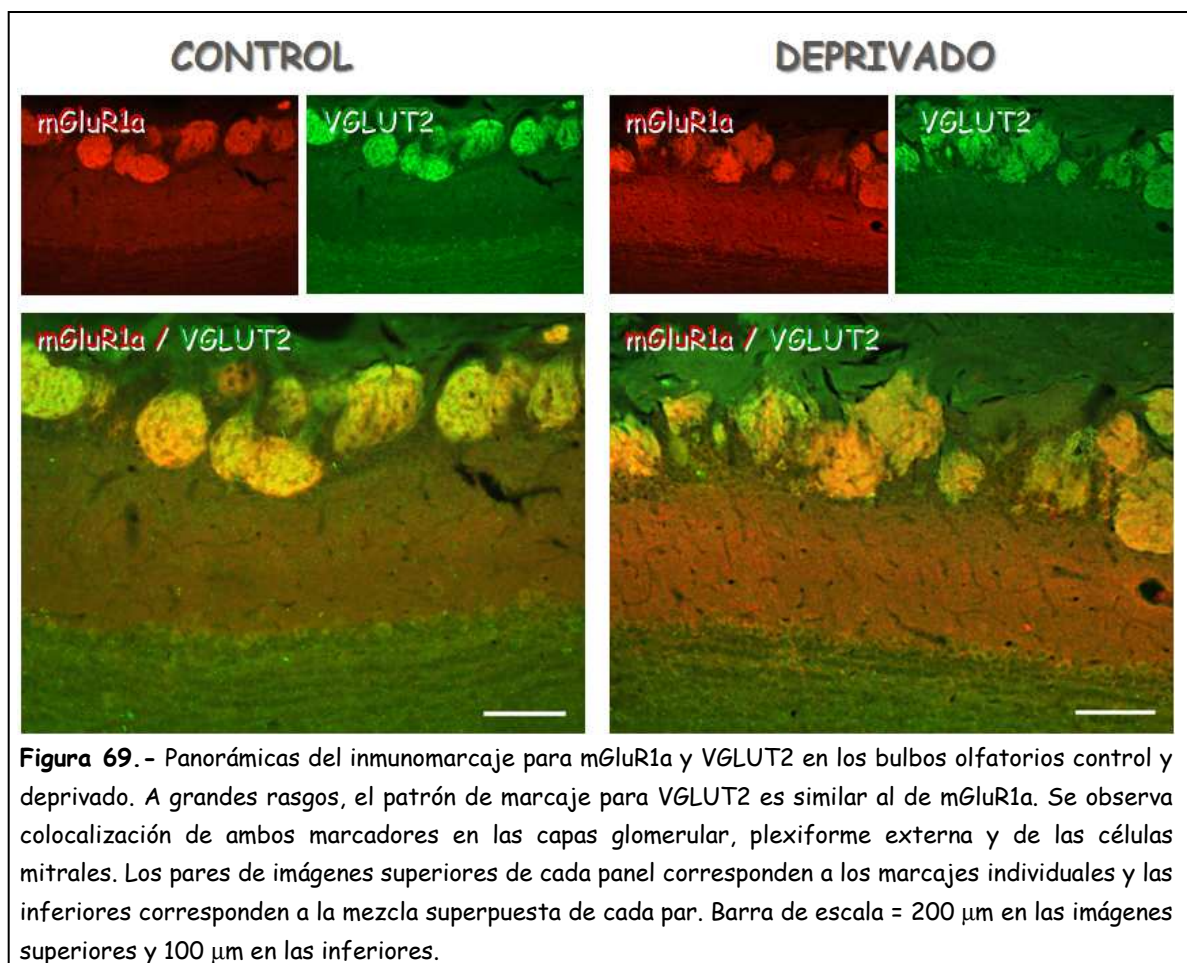 CONTROL
DEPRIVADO
mGluR1a
VGLUT2
mGluR1a
VGLUT2
mGluR1a / VGLUT2
mGluR1a / VGLUT2
Figura 69.- Panorámicas del inmunomarcaje para mGluR1a y VGLUT2 en los bulbos olfatorios control y
deprivado. A grandes rasgos, el patrón de marcaje para VGLUT2 es similar al de mGluR1a. Se observa
colocalización de ambos marcadores en las capas glomerular, plexiforme externa y de las células
mitrales. Los pares de imágenes superiores de cada panel corresponden a los marcajes individuales y las
inferiores corresponden a la mezcla superpuesta de cada par. Barra de escala = 200 μm en las imágenes
superiores y 100 μm en las inferiores.